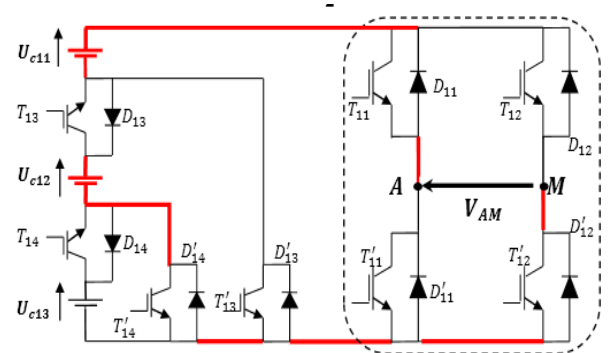 U_c11
T_13
D_13
U_c12
T_14
D_14
U_c13
T'_14
D'_14
T'_13
D'_13
T_11
D_11
T_12
D_12
A
M
V_AM
T'_11
D'_11
T'_12
D'_12